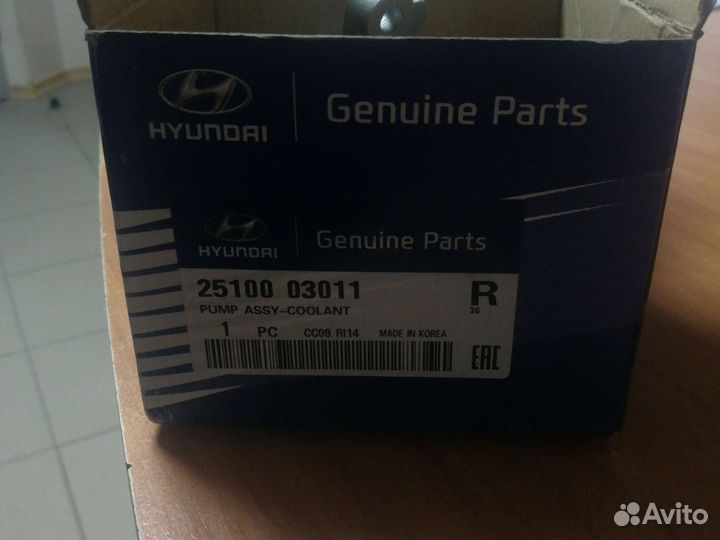 HYUNDAI
Genuine Parts
HYUNDAI
Genuine Parts
25100 03011
R
36
PUMP ASSY-COOLANT
1 PC CC09 RI14 MADE IN KOREA
EAC
Avito